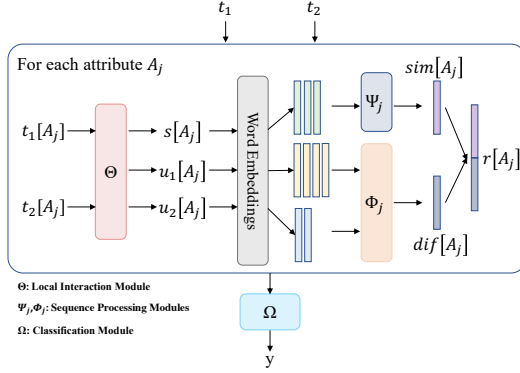 t₁ t₂
For each attribute Aⱼ
sim[Aⱼ]
t₁[Aⱼ] s[Aⱼ] Ψⱼ
Θ u₁[Aⱼ] Word Embeddings r[Aⱼ]
t₂[Aⱼ] u₂[Aⱼ] Φⱼ
dif[Aⱼ]
Θ: Local Interaction Module
Ψⱼ,Φⱼ: Sequence Processing Modules
Ω
Ω: Classification Module
y